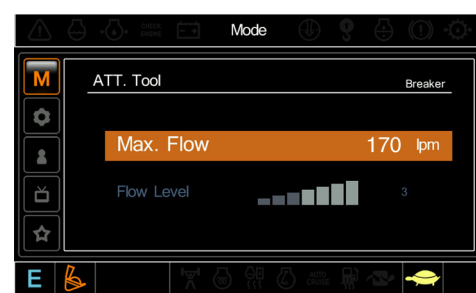 CHECK ENGINE
Mode
M
ATT. Tool
Breaker
Max. Flow 170 lpm
Flow Level 3
E
AUTO CRUISE